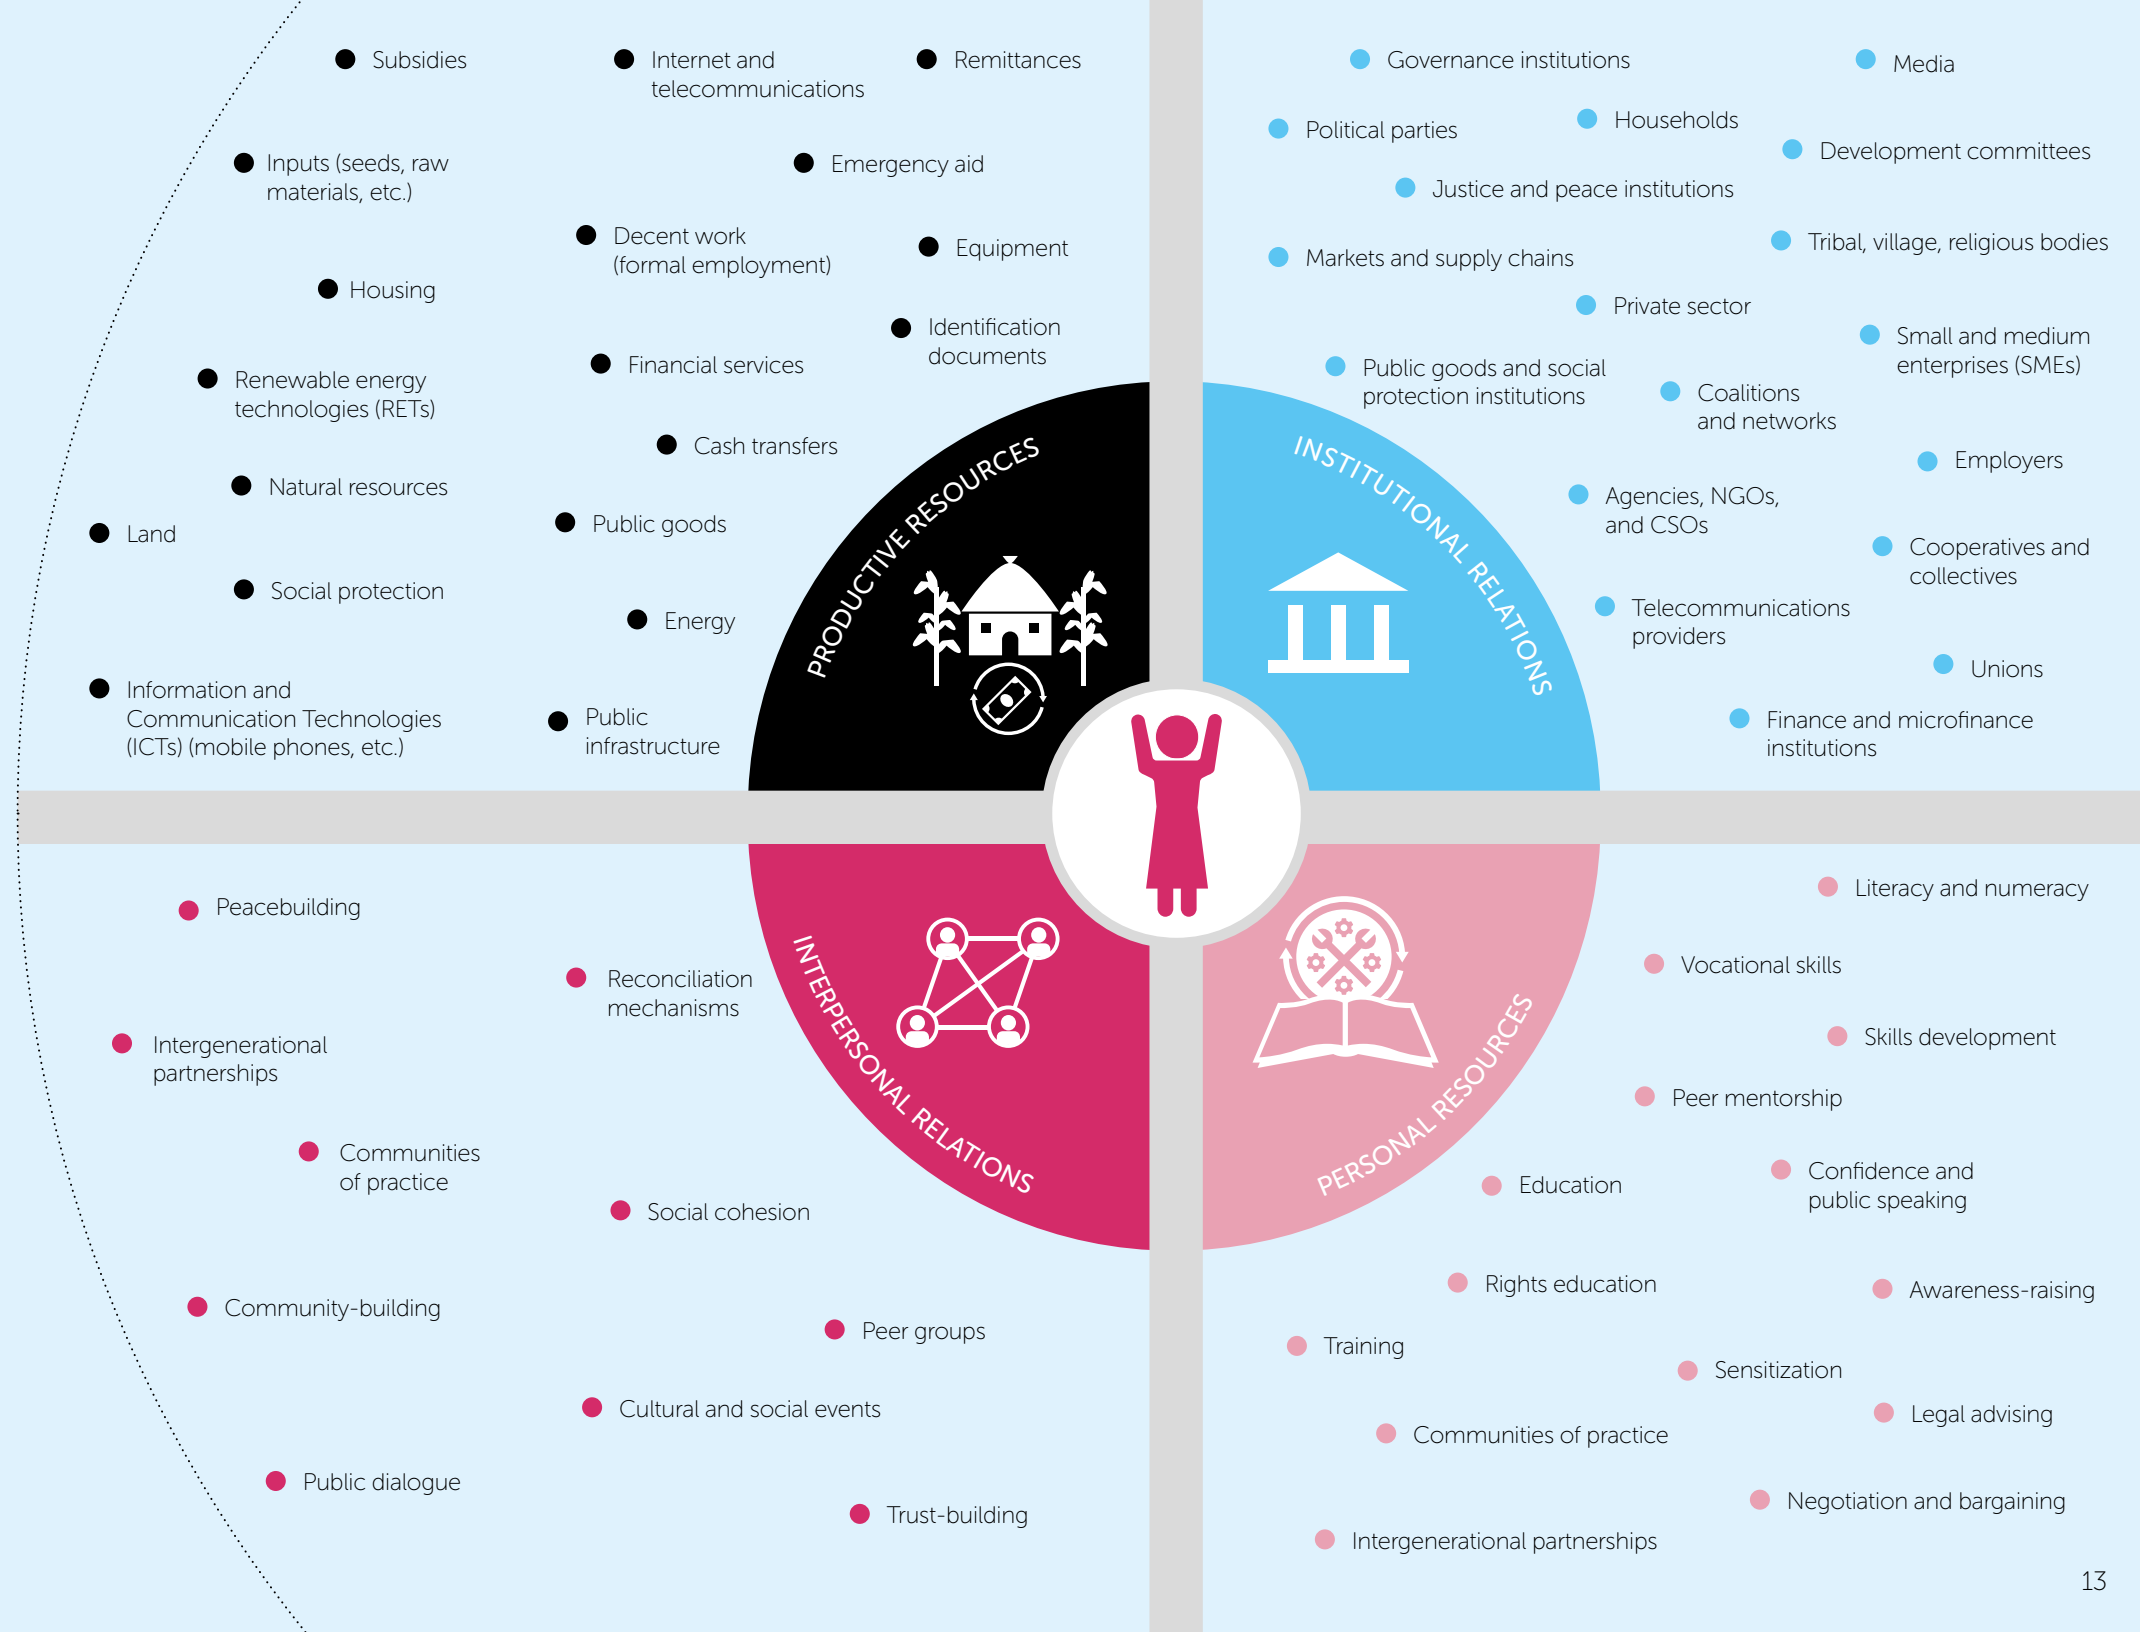 Subsidies
Internet and
telecommunications
Remittances
Inputs (seeds, raw
materials, etc.)
Emergency aid
Decent work
(formal employment)
Equipment
Housing
Identification
documents
Financial services
Renewable energy
technologies (RETs)
Cash transfers
Natural resources
Public goods
Land
Social protection
Energy
Information and
Communication Technologies
(ICTs) (mobile phones, etc.)
Public
infrastructure
PRODUCTIVE RESOURCES
Governance institutions
Media
Political parties
Households
Development committees
Justice and peace institutions
Tribal, village, religious bodies
Markets and supply chains
Private sector
Small and medium
enterprises (SMEs)
Public goods and social
protection institutions
Coalitions
and networks
Employers
Agencies, NGOs,
and CSOs
Cooperatives and
collectives
Telecommunications
providers
Unions
Finance and microfinance
institutions
INSTITUTIONAL RELATIONS
Peacebuilding
Reconciliation
mechanisms
Intergenerational
partnerships
Communities
of practice
Social cohesion
Community-building
Peer groups
Cultural and social events
Public dialogue
Trust-building
INTERPERSONAL RELATIONS
Literacy and numeracy
Vocational skills
Skills development
Peer mentorship
Confidence and
public speaking
Education
Rights education
Awareness-raising
Training
Sensitization
Legal advising
Communities of practice
Negotiation and bargaining
Intergenerational partnerships
PERSONAL RESOURCES
13